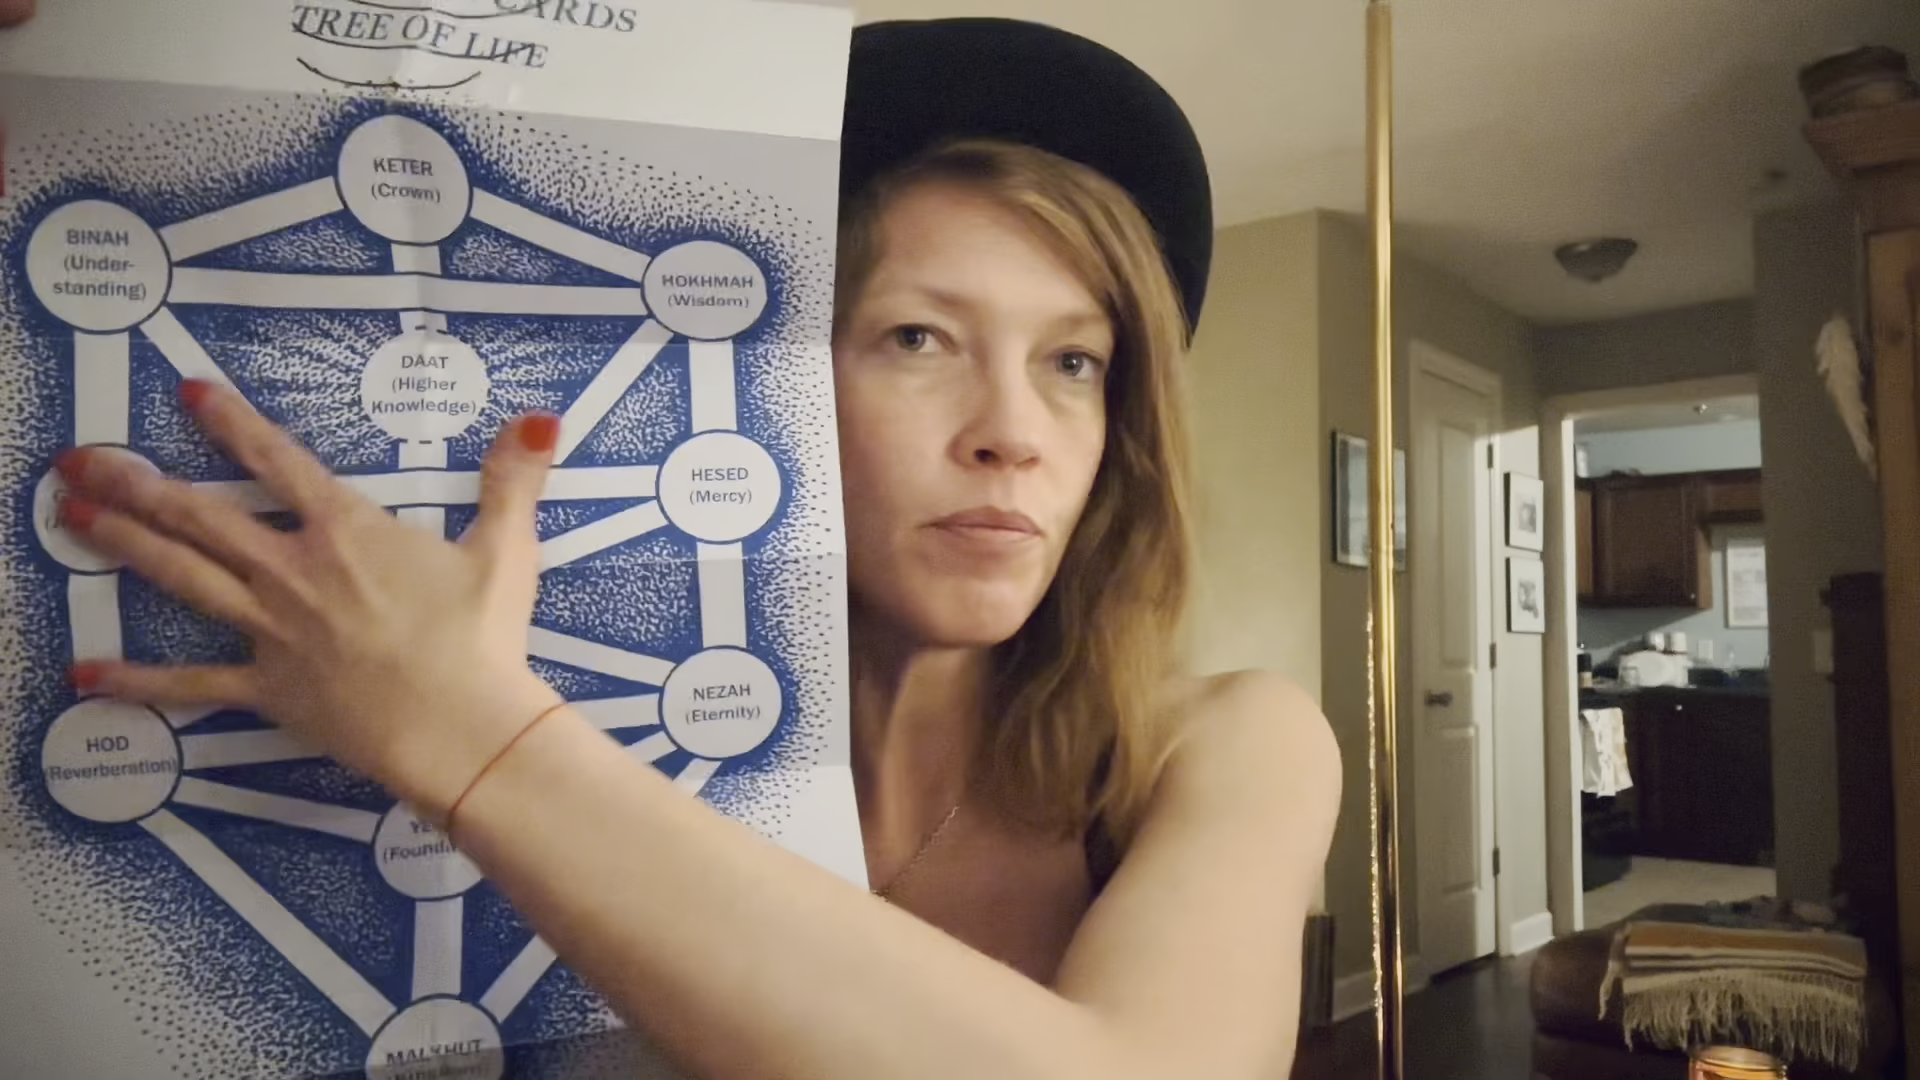 CARDS
TREE OF LIFE
KETER
(Crown)
BINAH
(Under-
standing)
HOKHMAH
(Wisdom)
DAAT
(Higher
Knowledge)
HESED
(Mercy)
NEZAH
(Eternity)
HOD
(Reverberation)
MALKHUT